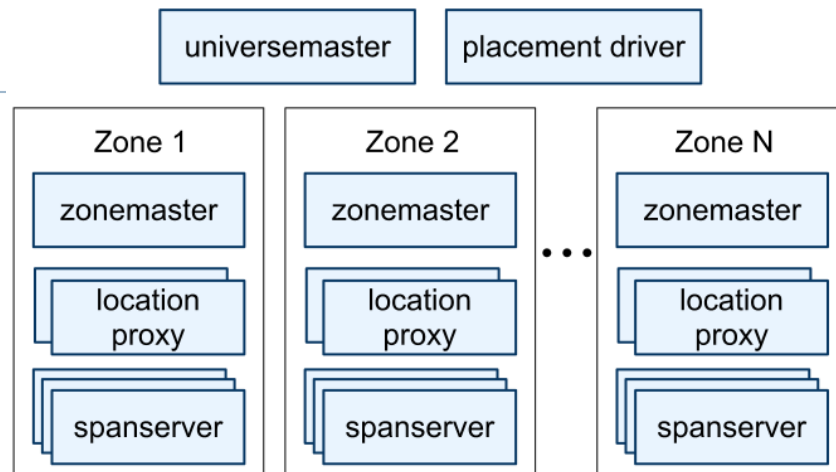 universemaster
placement driver
Zone 1
zonemaster
location
proxy
spanserver
Zone 2
zonemaster
location
proxy
spanserver
...
Zone N
zonemaster
location
proxy
spanserver